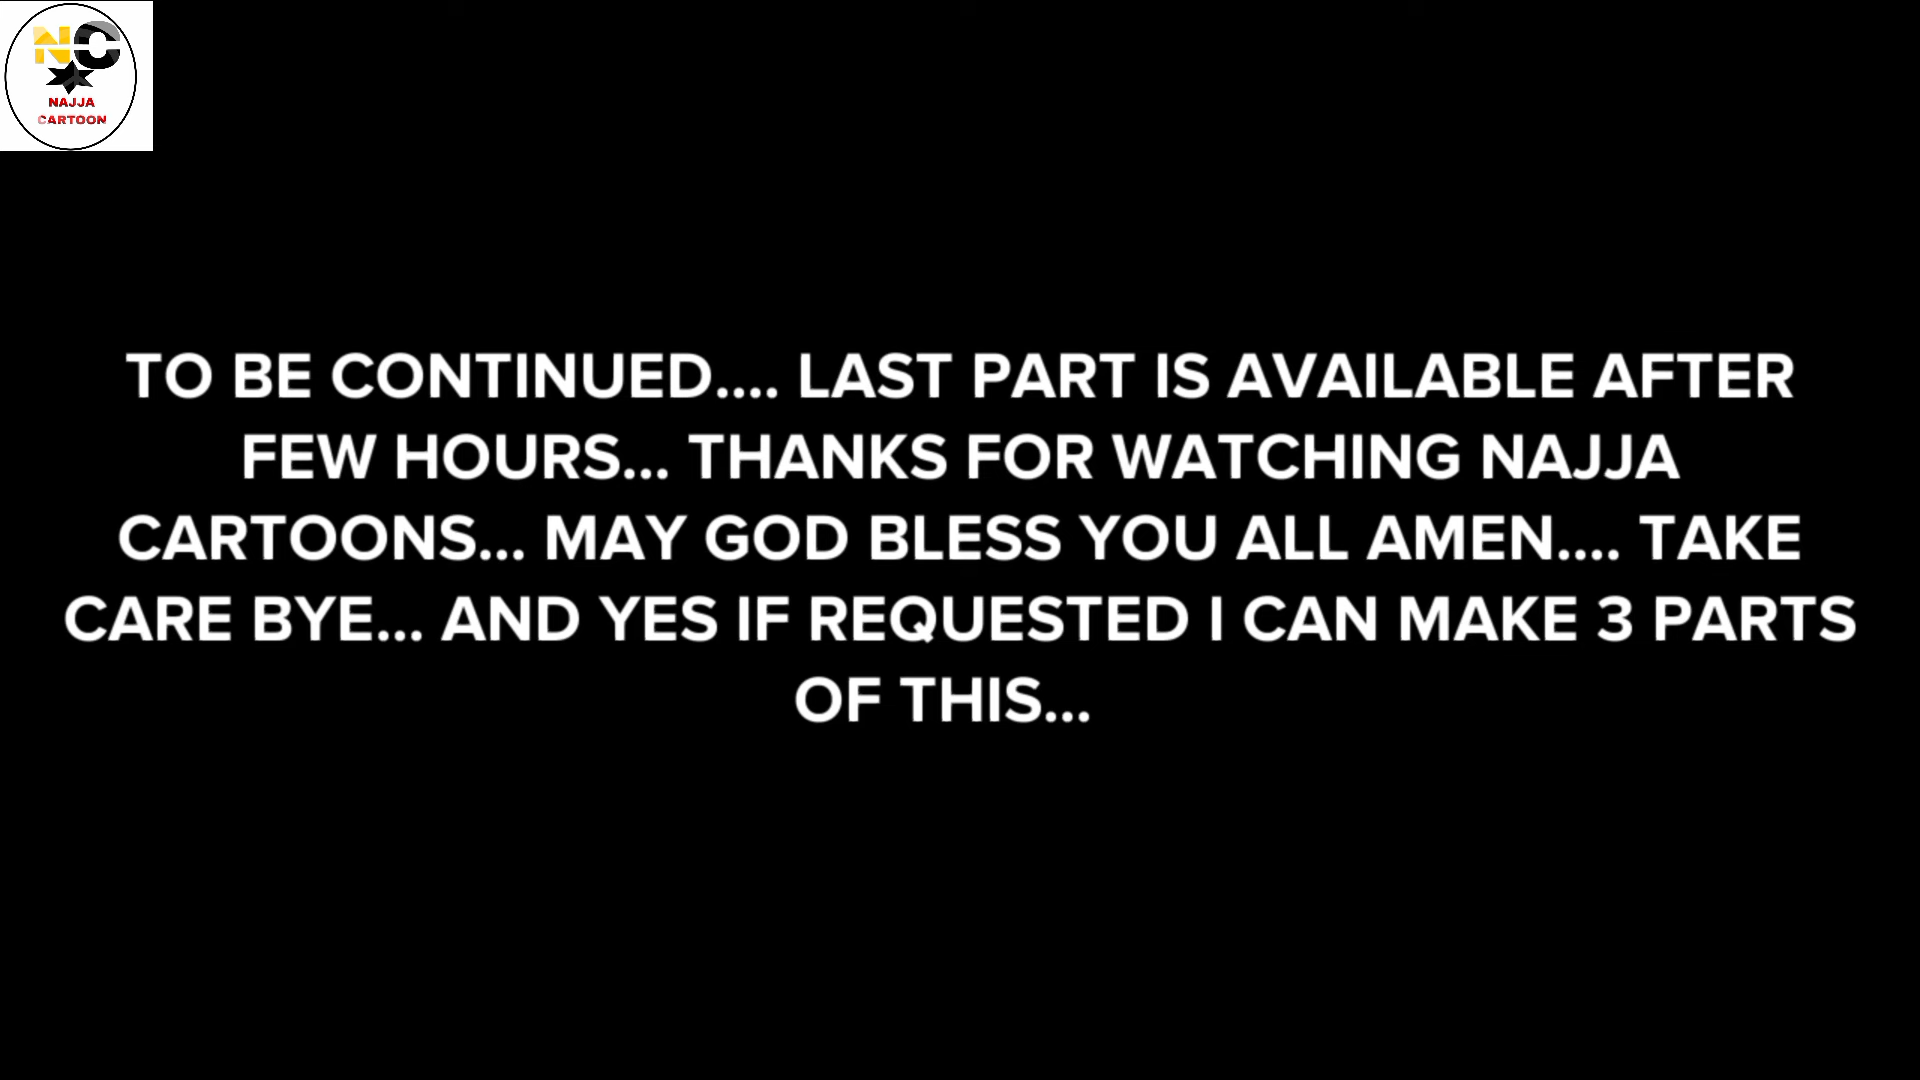 NC
NAJJA
CARTOON
TO BE CONTINUED.... LAST PART IS AVAILABLE AFTER
FEW HOURS... THANKS FOR WATCHING NAJJA
CARTOONS... MAY GOD BLESS YOU ALL AMEN.... TAKE
CARE BYE... AND YES IF REQUESTED I CAN MAKE 3 PARTS
OF THIS...